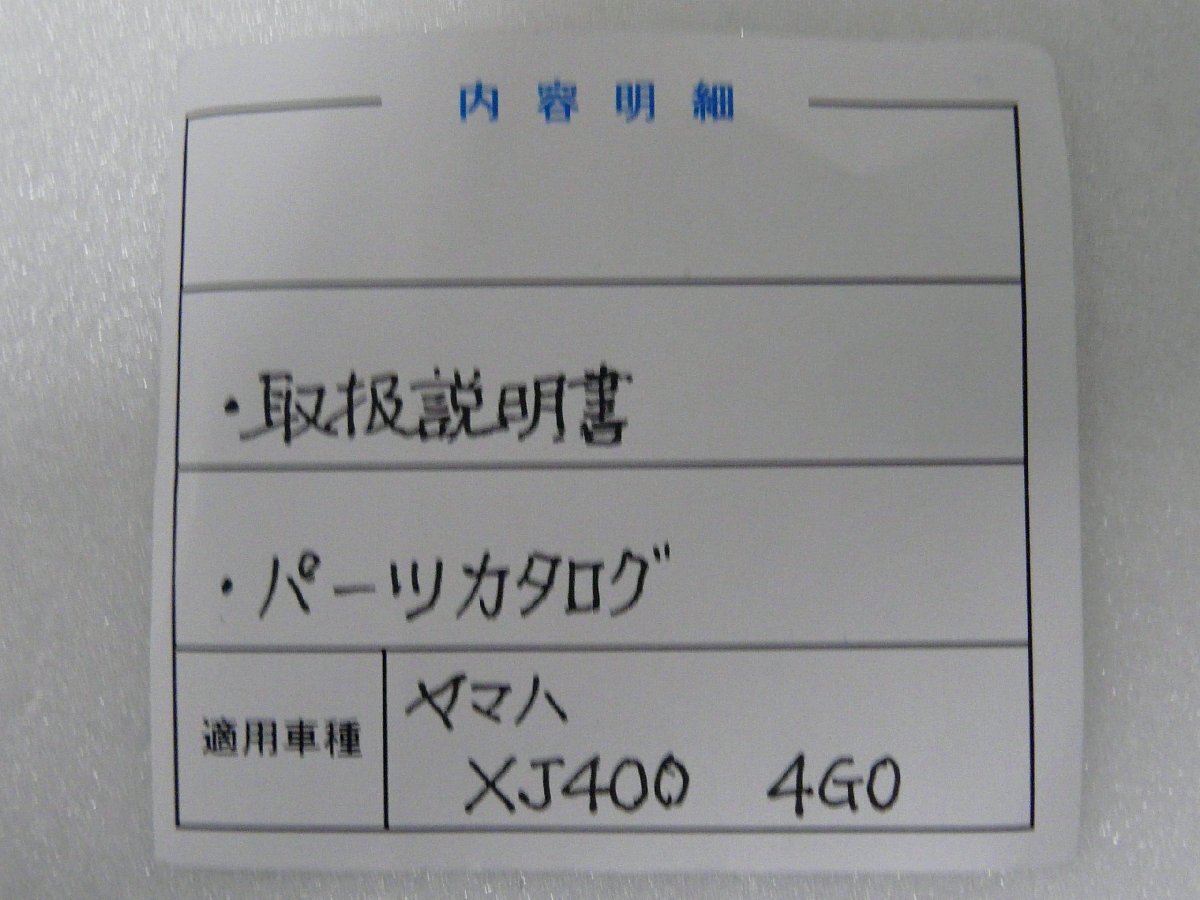 内容明細
・取扱説明書
・パーツカタログ
適用車種
ヤマハ
XJ400 4G0